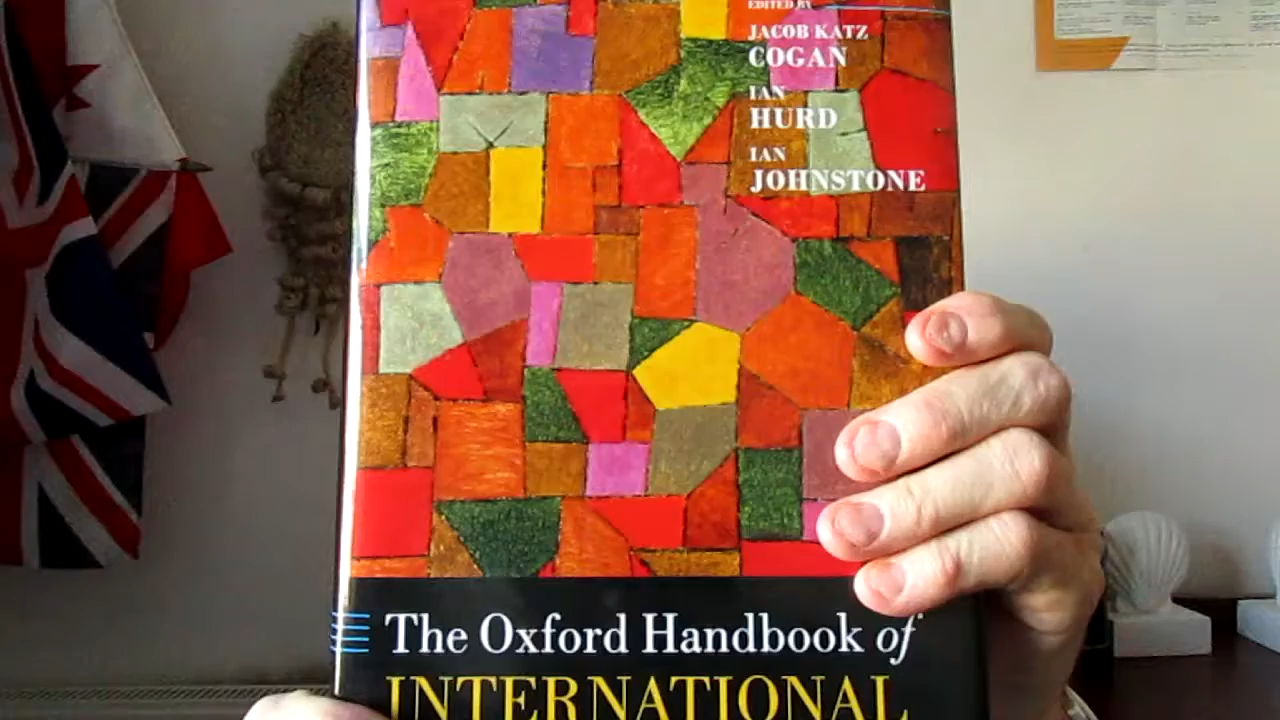 EDITED BY
JACOB KATZ
COGAN
IAN
HURD
IAN
JOHNSTONE
The Oxford Handbook of
INTERNATIONAL